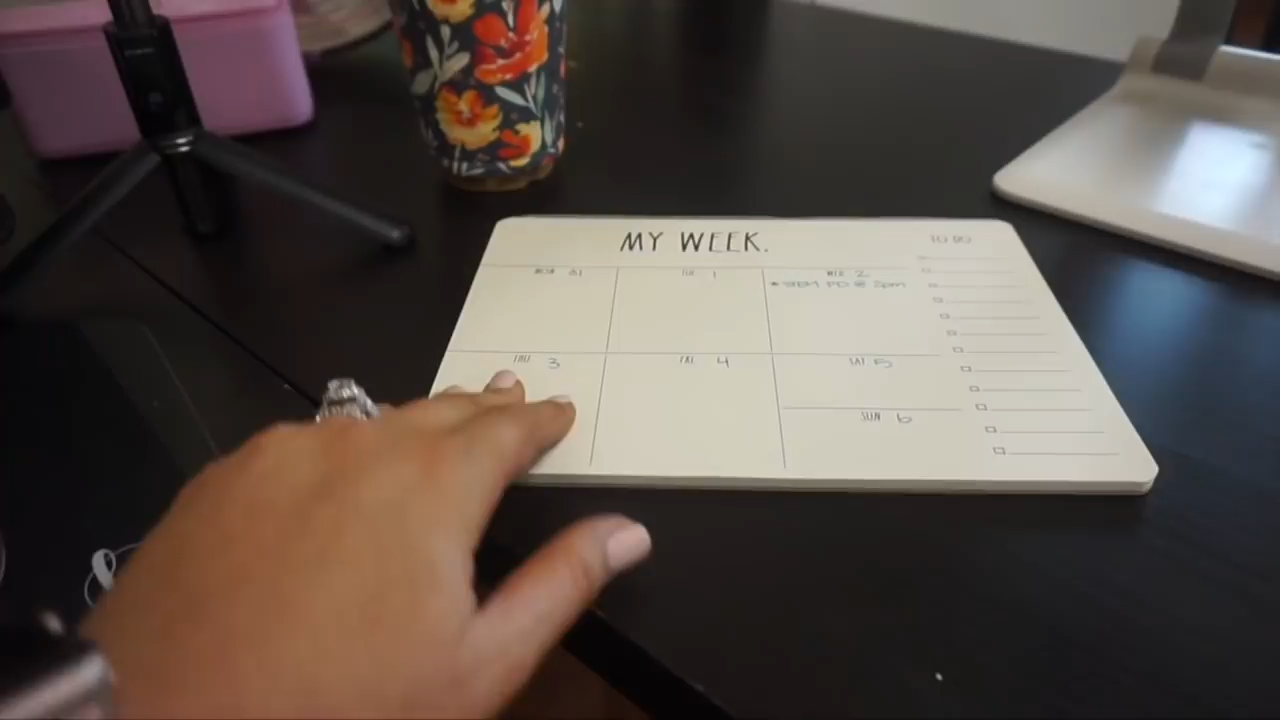 MY WEEK.
TO DO
MON 31
TUE 1
WED 2
* STEM PD @ 2pm
THU 3
FRI 4
SAT 5
SUN 6